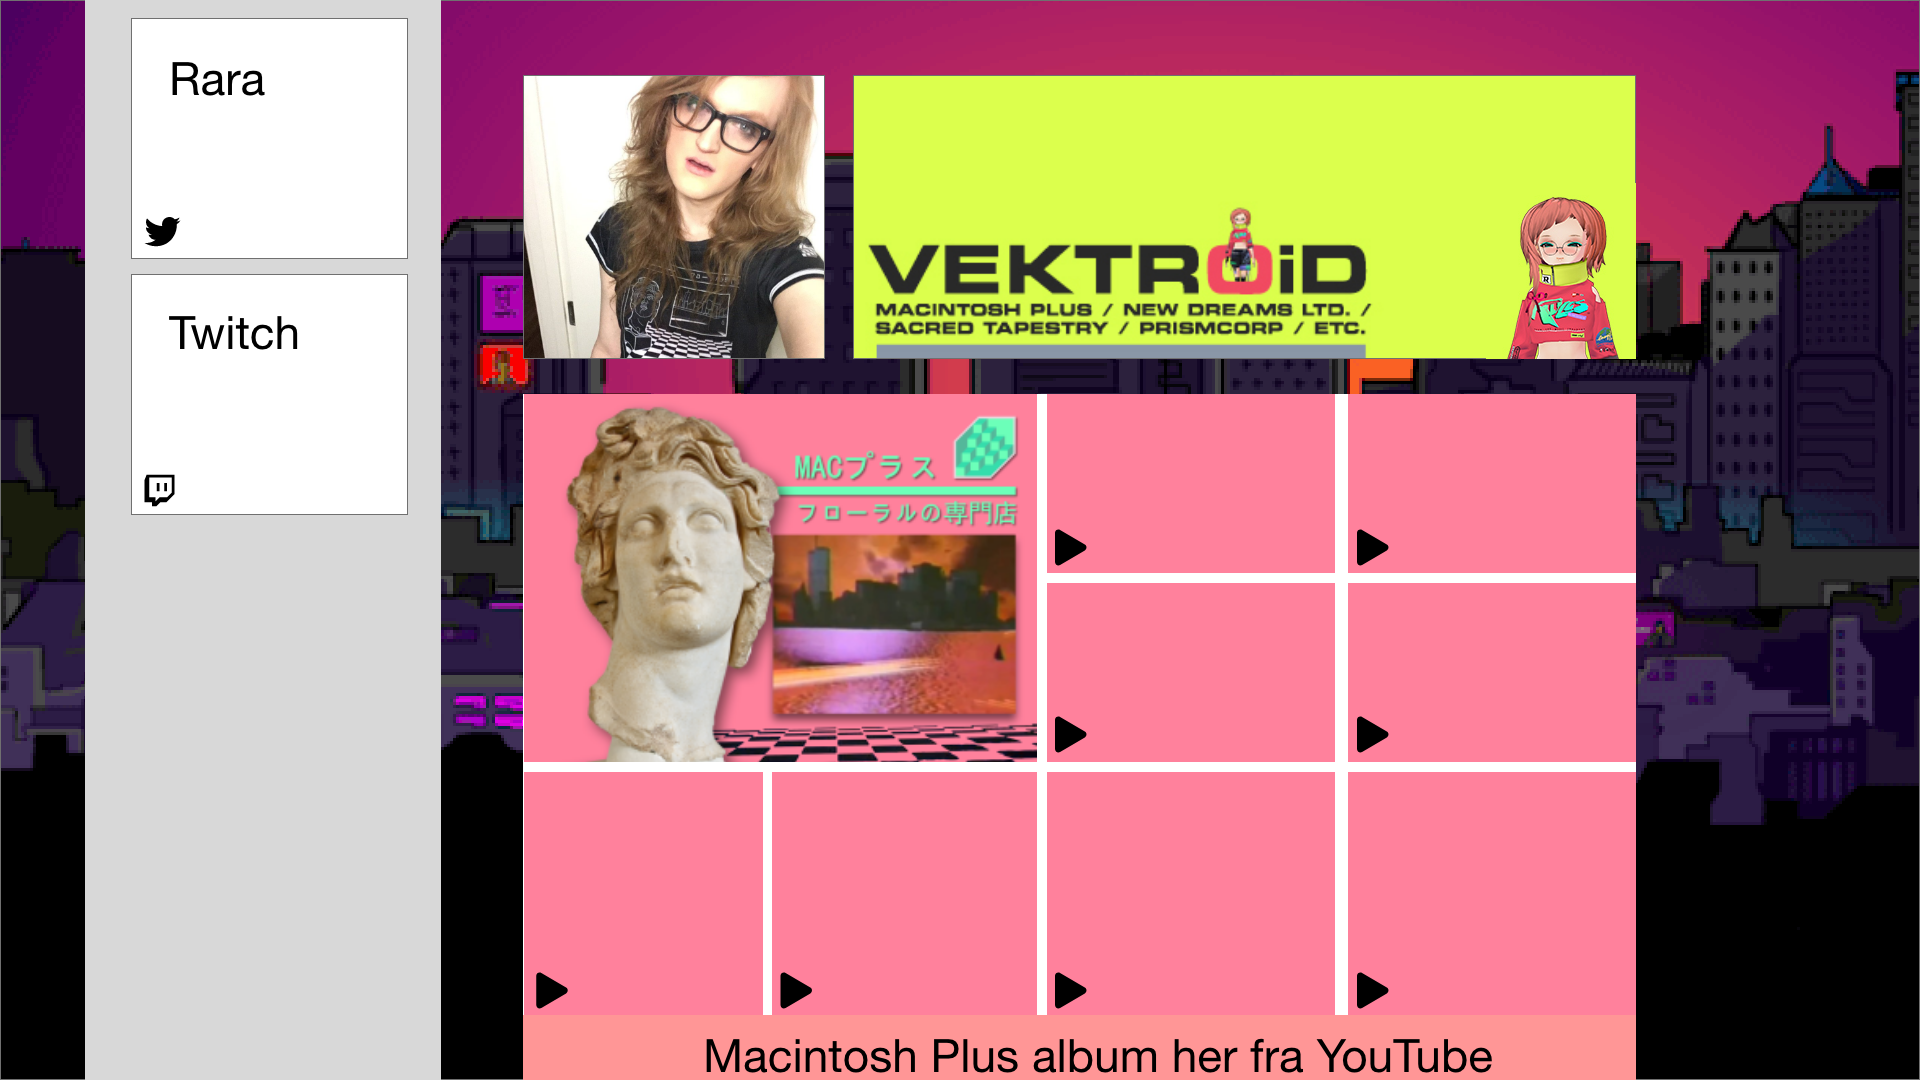 Rara
Twitch
VEKTROiD
MACINTOSH PLUS / NEW DREAMS LTD. /
SACRED TAPESTRY / PRISMCORP / ETC.
MACプラス
フローラルの専門店
Macintosh Plus album her fra YouTube